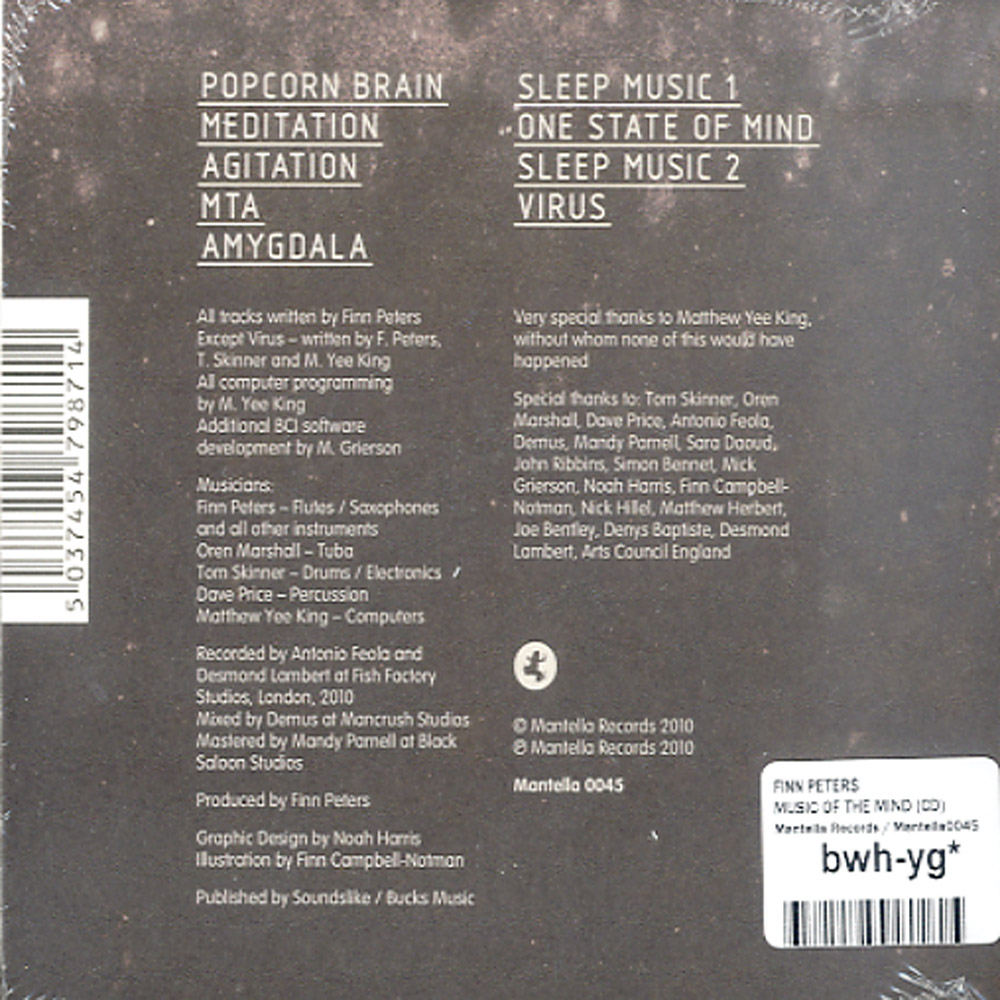 POPCORN BRAIN
MEDITATION
AGITATION
MTA
AMYGDALA
SLEEP MUSIC 1
ONE STATE OF MIND
SLEEP MUSIC 2
VIRUS
All tracks written by Finn Peters
Except Virus – written by F. Peters,
T. Skinner and M. Yee King
All computer programming
by M. Yee King
Additional BCI software
development by M. Grierson
Musicians:
Finn Peters – Flutes / Saxophones
and all other instruments
Oren Marshall – Tuba
Tom Skinner – Drums / Electronics
Dave Price – Percussion
Matthew Yee King – Computers
Recorded by Antonio Feola and
Desmond Lambert at Fish Factory
Studios, London, 2010
Mixed by Demus at Mancrush Studios
Mastered by Mandy Parnell at Black
Saloon Studios
Produced by Finn Peters
Graphic Design by Noah Harris
Illustration by Finn Campbell-Notman
Published by Soundslike / Bucks Music
Very special thanks to Matthew Yee King,
without whom none of this would have
happened
Special thanks to: Tom Skinner, Oren
Marshall, Dave Price, Antonio Feola,
Demus, Mandy Parnell, Sara Daoud,
John Ribbins, Simon Bennet, Mick
Grierson, Noah Harris, Finn Campbell-
Notman, Nick Hillel, Matthew Herbert,
Joe Bentley, Denys Baptiste, Desmond
Lambert, Arts Council England
© Mantella Records 2010
℗ Mantella Records 2010
Mantella 0045
5 037454 798714
FINN PETERS
MUSIC OF THE MIND (CD)
Mantella Records / Mantella0045
bwh-yg*